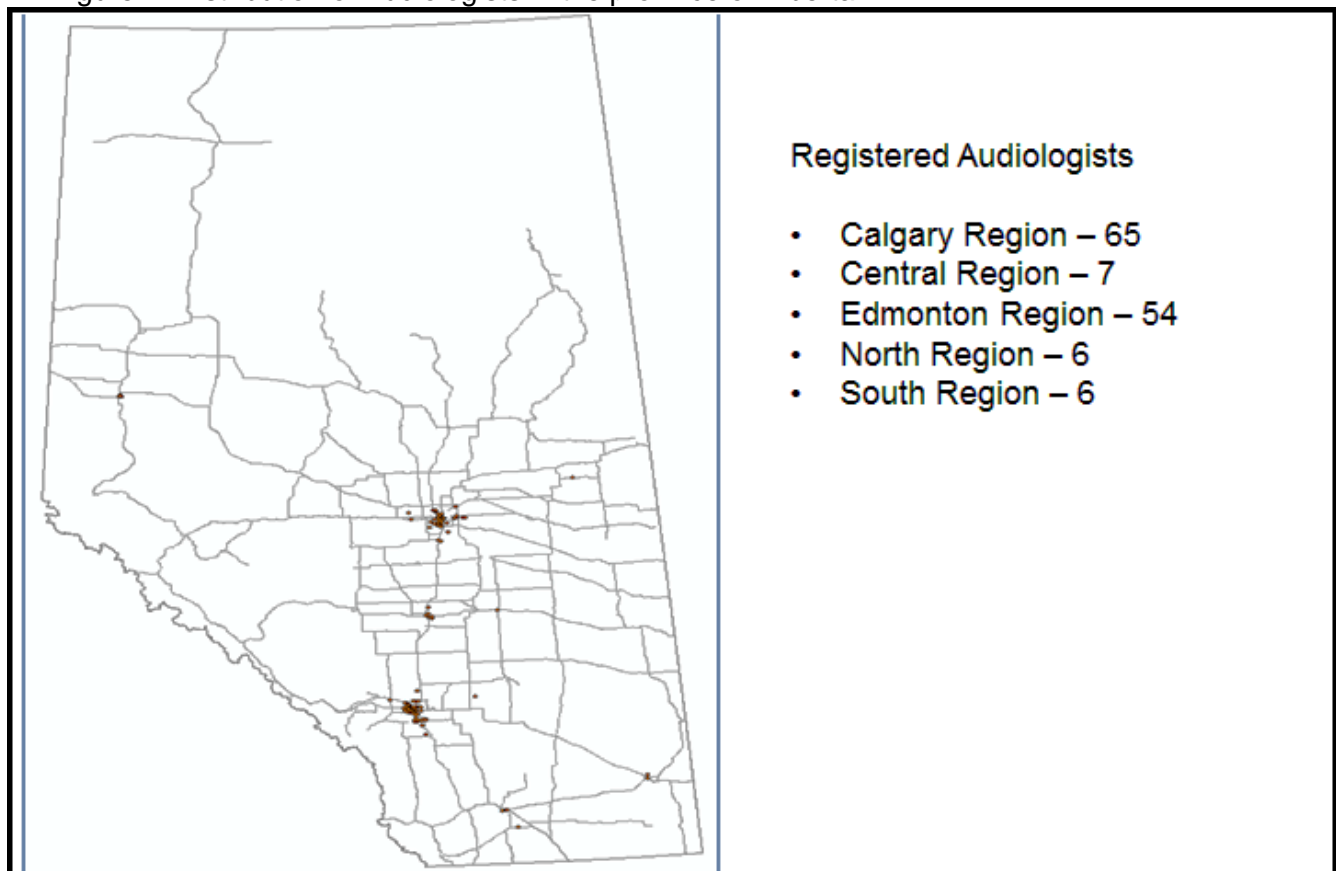 Registered Audiologists
• Calgary Region – 65
• Central Region – 7
• Edmonton Region – 54
• North Region – 6
• South Region – 6